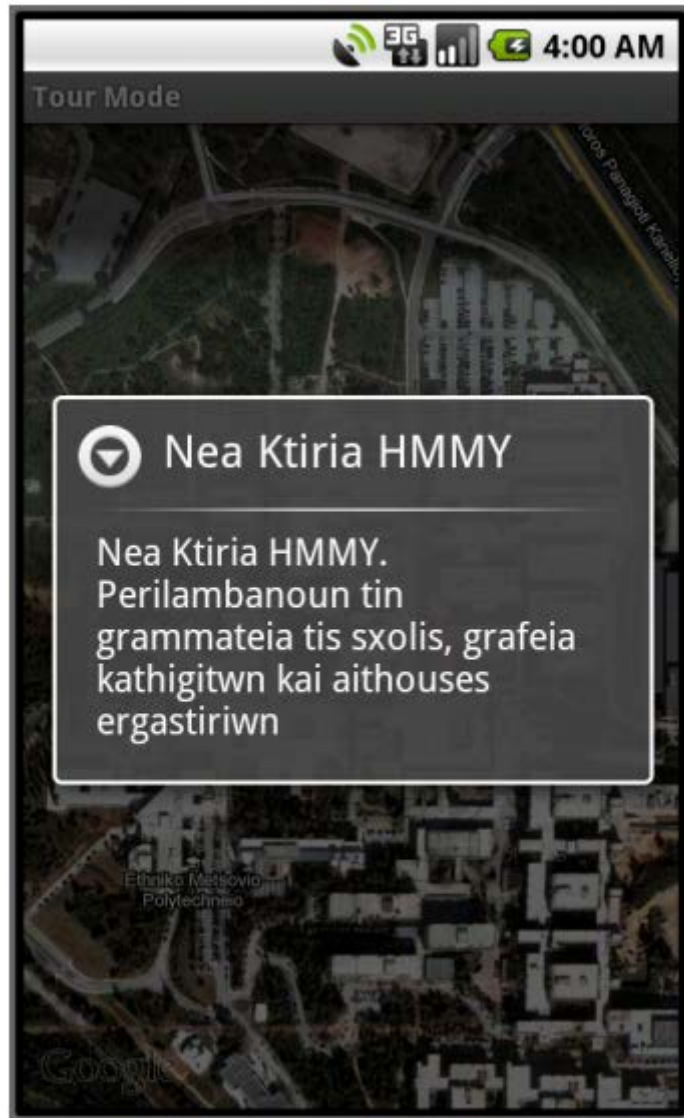 3G
4:00 AM
Tour Mode
Nea Ktiria HMMY
Nea Ktiria HMMY.
Perilambanoun tin
grammateia tis sxolis, grafeia
kathigitwn kai aithouses
ergastiriwn
Ethniko Metsovio
Polytechneio
Google